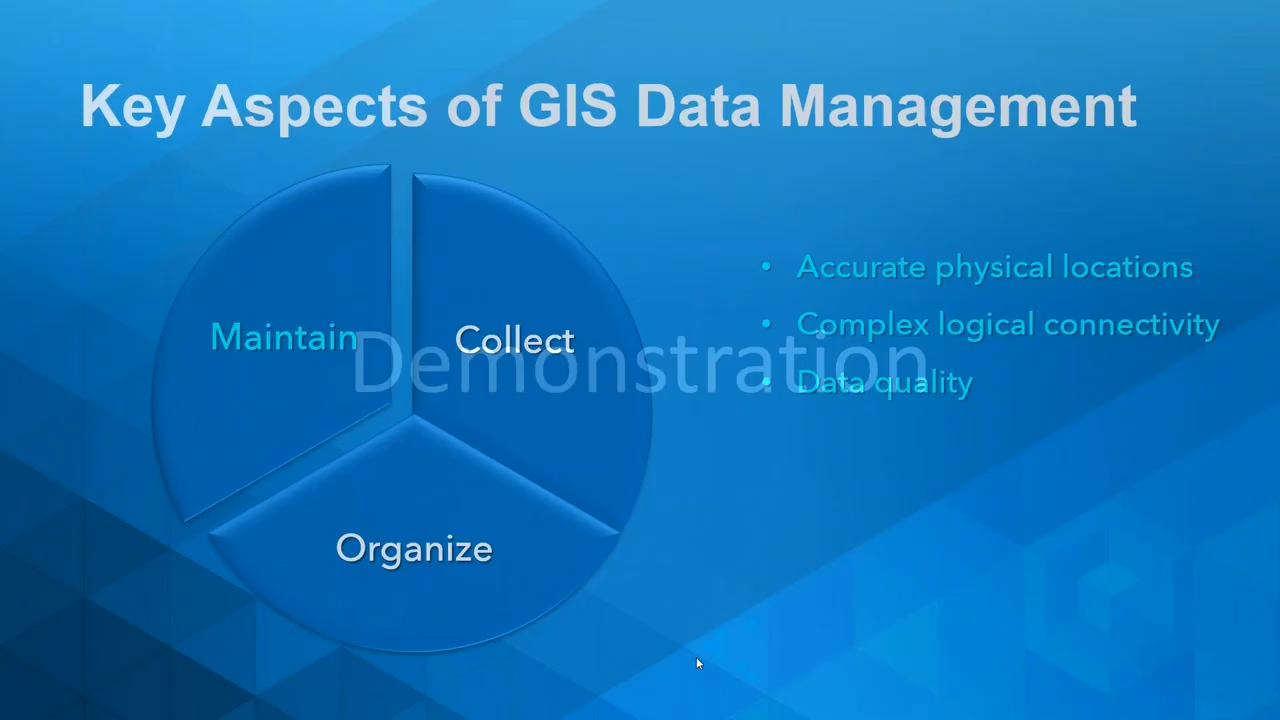 Key Aspects of GIS Data Management
Maintain
Collect
Organize
• Accurate physical locations
• Complex logical connectivity
• Data quality
Demonstration